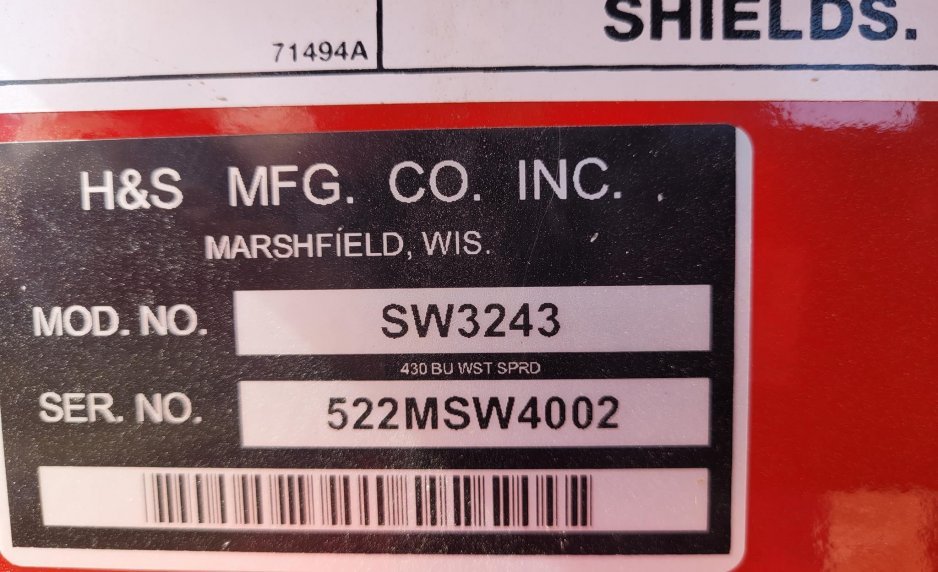 SHIELDS.
71494A
H&S MFG. CO. INC.
MARSHFIELD, WIS.
MOD. NO. SW3243
430 BU WST SPRD
SER. NO. 522MSW4002